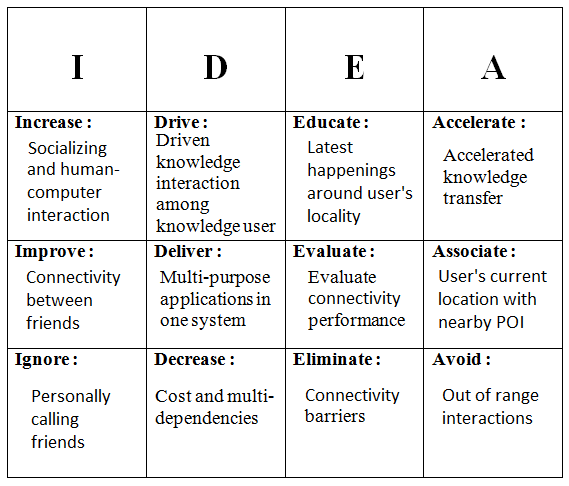 I
D
E
A
Increase :
Socializing
and human-
computer
interaction
Drive :
Driven
knowledge
interaction
among
knowledge user
Educate :
Latest
happenings
around user's
locality
Accelerate :
Accelerated
knowledge
transfer
Improve :
Connectivity
between
friends
Deliver :
Multi-purpose
applications in
one system
Evaluate :
Evaluate
connectivity
performance
Associate :
User's current
location with
nearby POI
Ignore :
Personally
calling
friends
Decrease :
Cost and multi-
dependencies
Eliminate :
Connectivity
barriers
Avoid :
Out of range
interactions